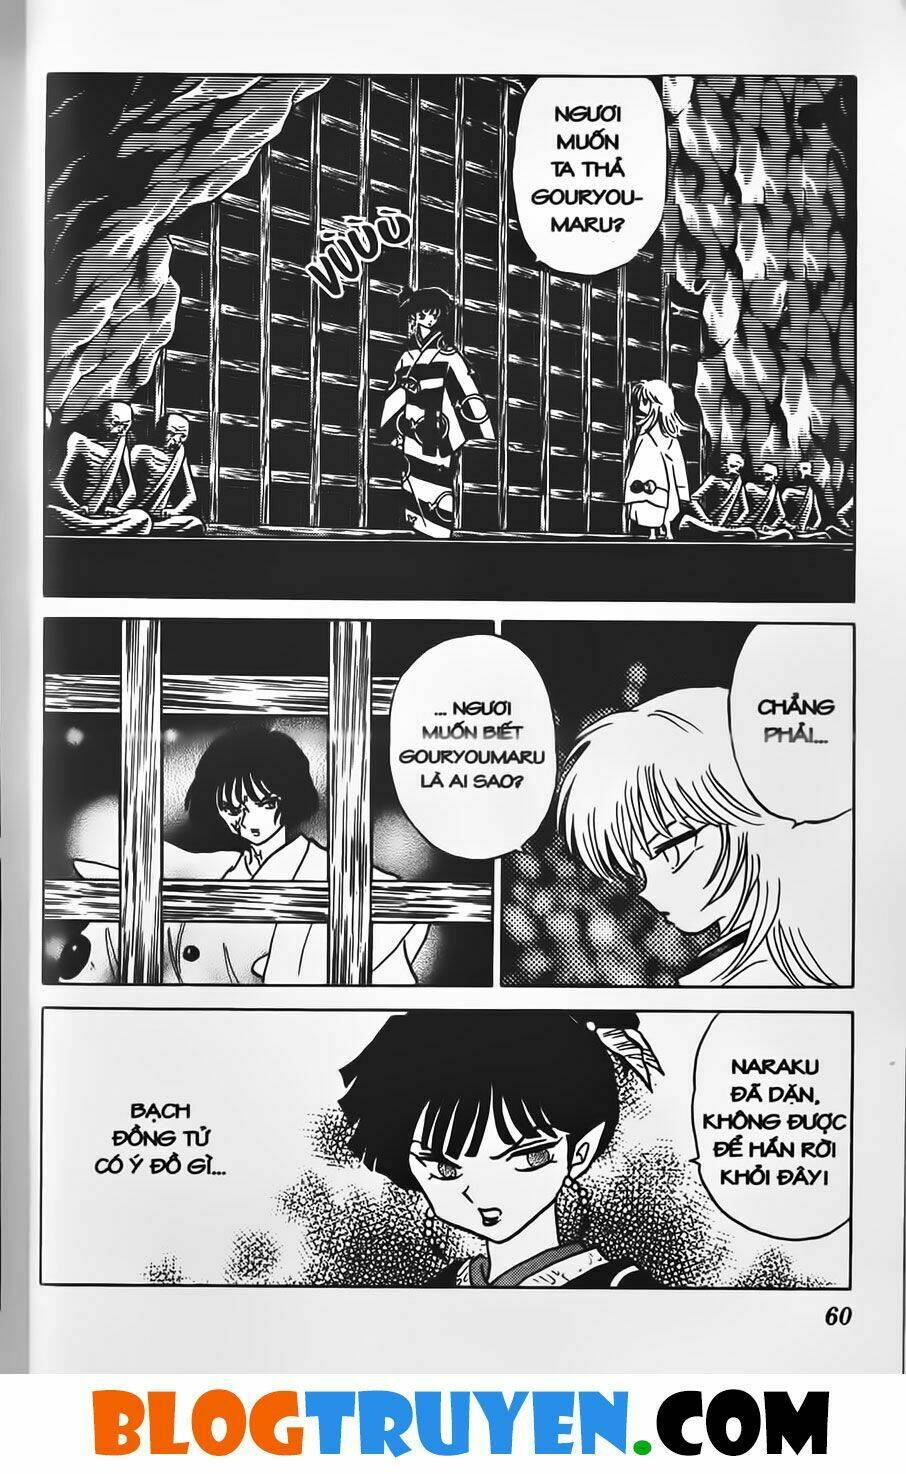 NGƯƠI
MUỐN
TA THẢ
GOURYOU-
MARU?
VÙÙÙÙ
CHẲNG
PHẢI...
... NGƯƠI
MUỐN BIẾT
GOURYOUMARU
LÀ AI SAO?
NARAKU
ĐÃ DẶN,
KHÔNG ĐƯỢC
ĐỂ HẮN RỜI
KHỎI ĐÂY!
BẠCH
ĐỒNG TỬ
CÓ Ý ĐỒ GÌ...
60
BLOGTRUYEN.COM